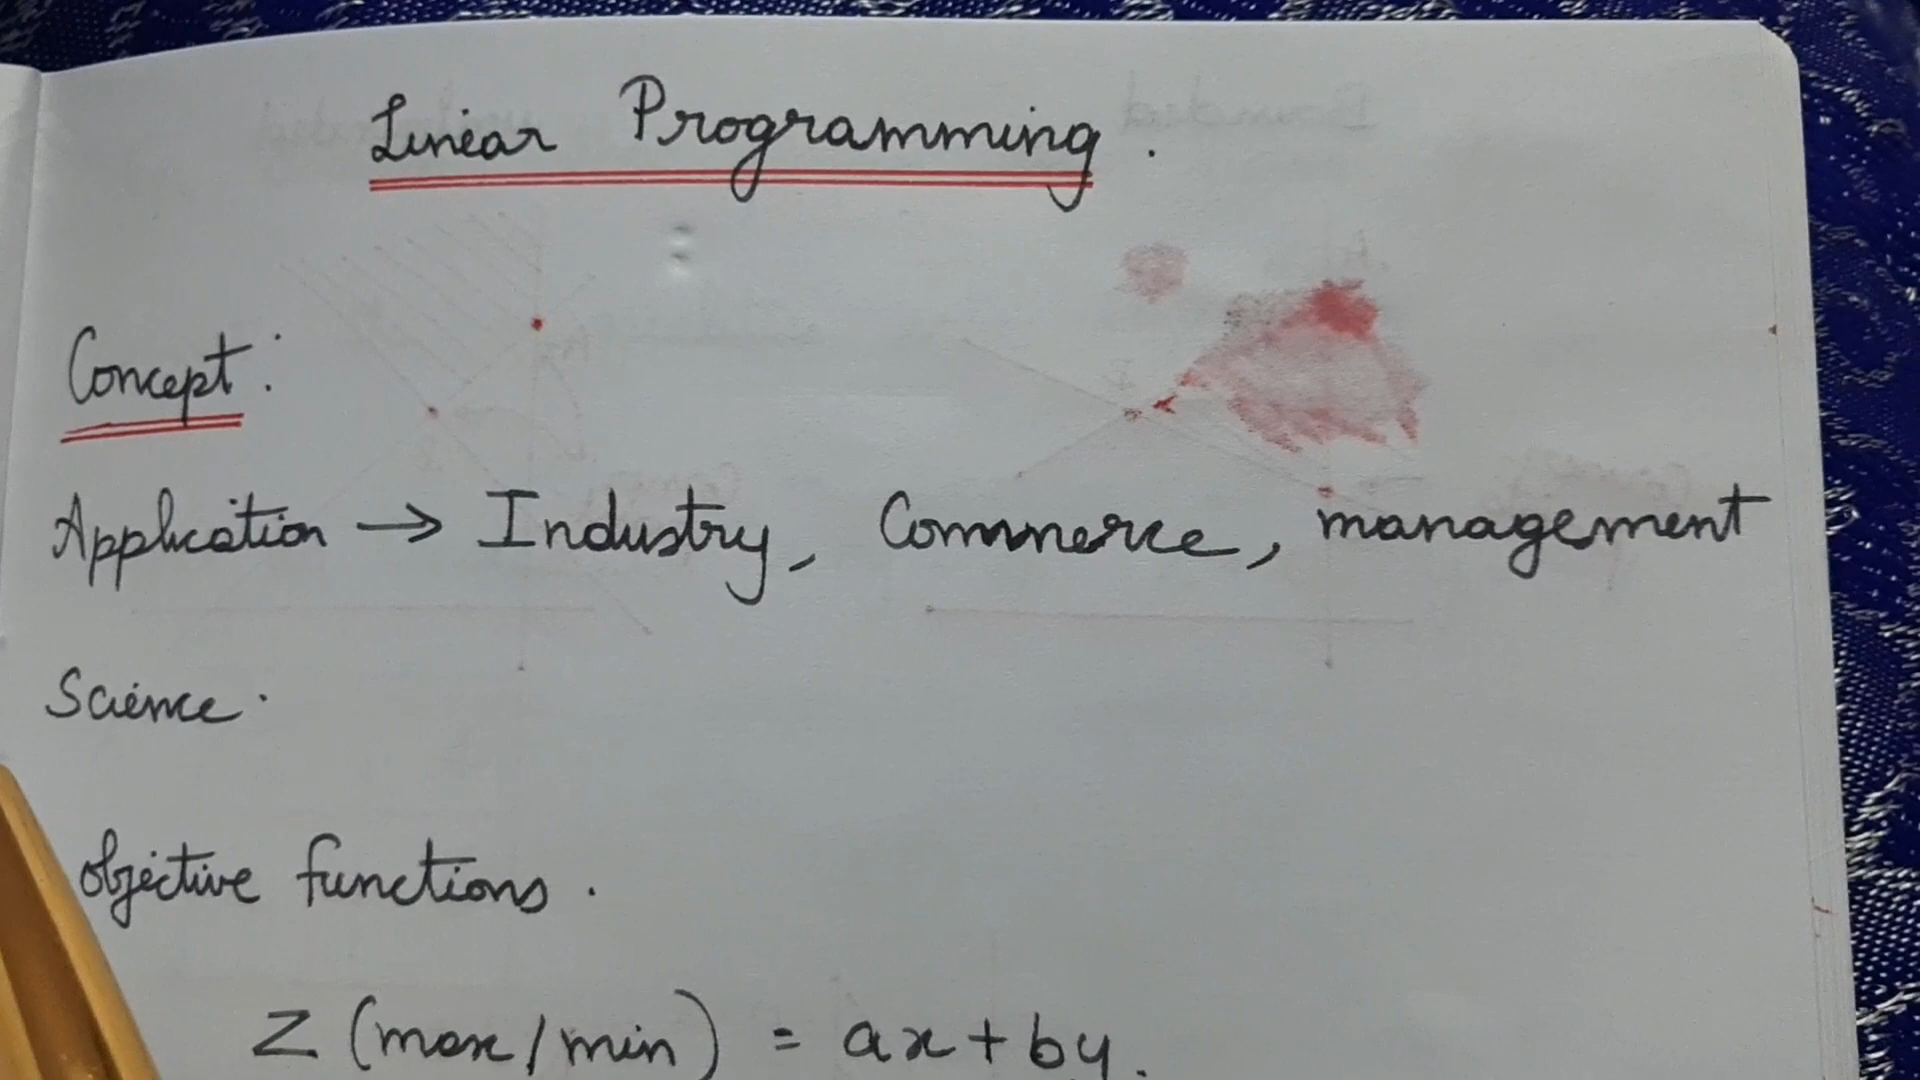 Linear Programming.
Concept:
Application → Industry, Commerce, management
Science.
objective functions.
Z (max/min) = ax + by.